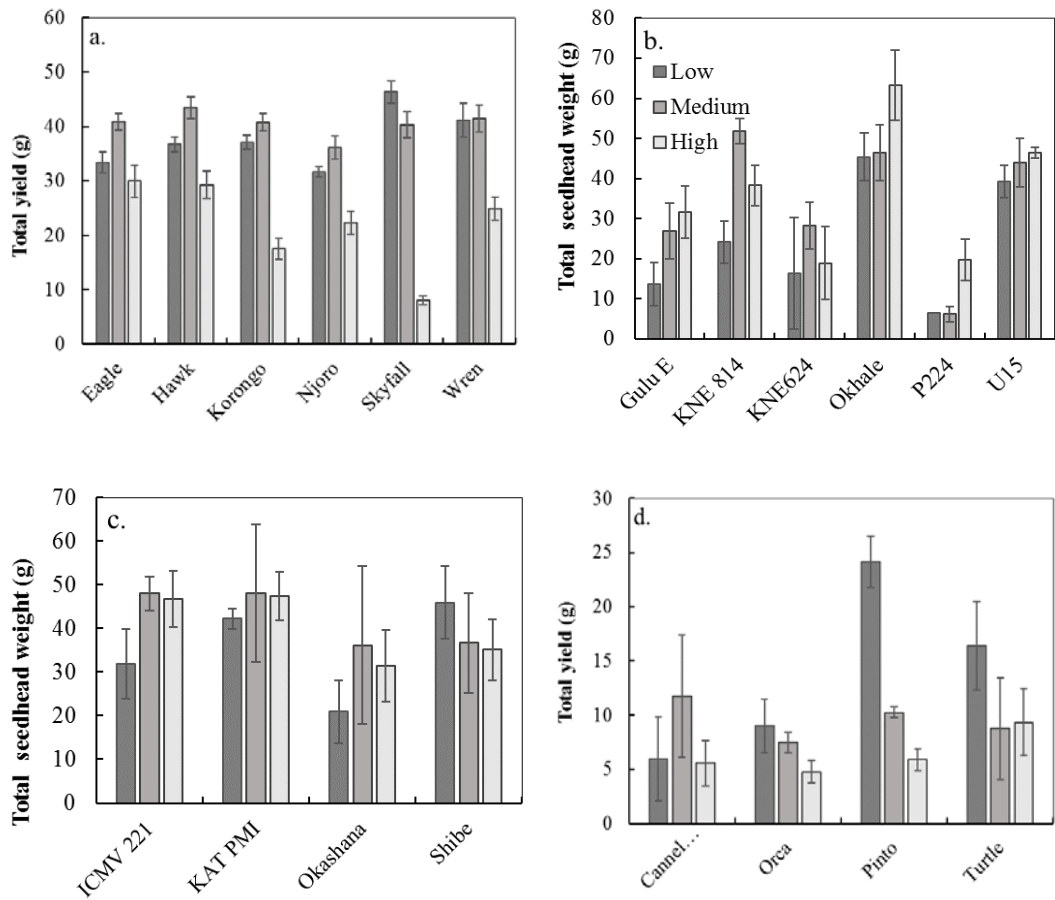 a.
Total yield (g)
60
50
40
30
20
10
0
Eagle
Hawk
Korongo
Njoro
Skyfall
Wren
b.
Low
Medium
High
Total seedhead weight (g)
80
70
60
50
40
30
20
10
0
Gulu E
KNE 814
KNE624
Okhale
P224
U15
c.
Total seedhead weight (g)
70
60
50
40
30
20
10
0
ICMV 221
KAT PMI
Okashana
Shibe
d.
Total yield (g)
30
25
20
15
10
5
0
Cannel…
Orca
Pinto
Turtle